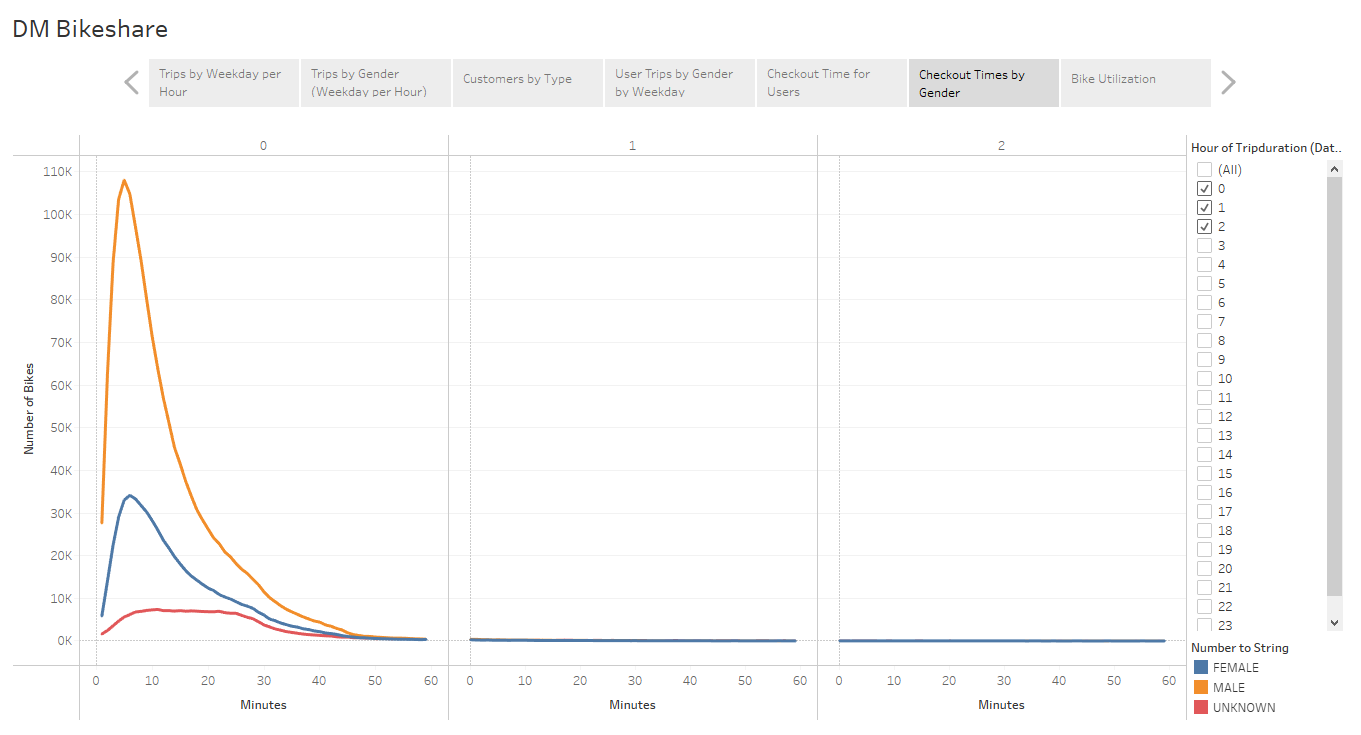 DM Bikeshare
Trips by Weekday per
Hour
Trips by Gender
(Weekday per Hour)
Customers by Type
User Trips by Gender
by Weekday
Checkout Time for
Users
Checkout Times by
Gender
Bike Utilization
0
1
2
Number of Bikes
110K
100K
90K
80K
70K
60K
50K
40K
30K
20K
10K
0K
0 10 20 30 40 50 60
0 10 20 30 40 50 60
0 10 20 30 40 50 60
Minutes
Minutes
Minutes
Hour of Tripduration (Dat..
(All)
0
1
2
3
4
5
6
7
8
9
10
11
12
13
14
15
16
17
18
19
20
21
22
23
Number to String
FEMALE
MALE
UNKNOWN